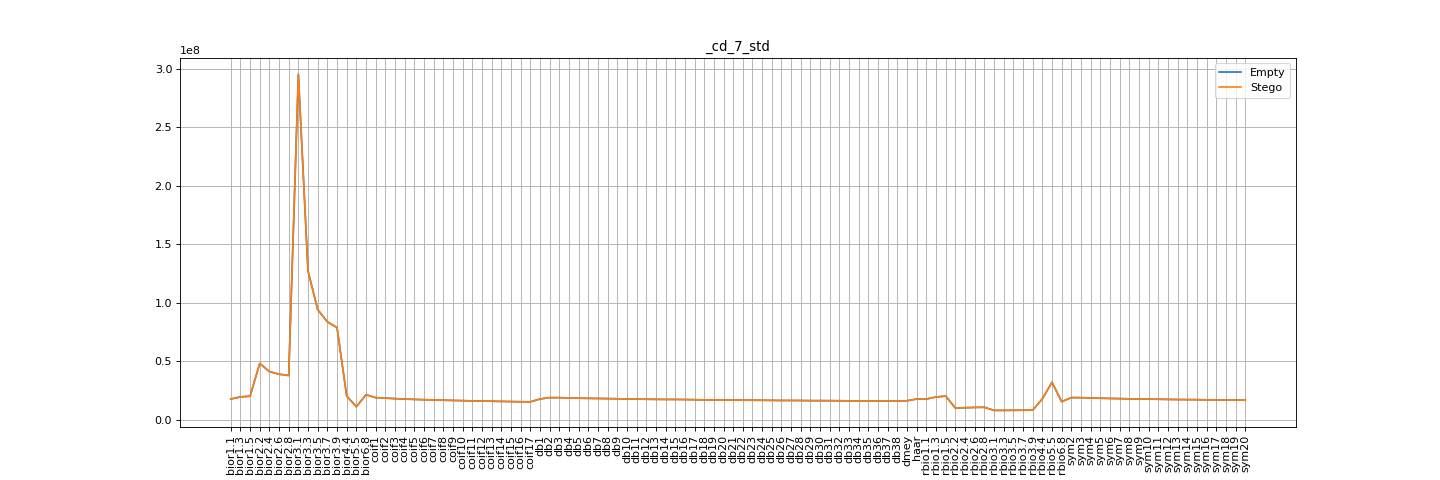 _cd_7_std
1e8
Empty
Stego
3.0
2.5
2.0
1.5
1.0
0.5
0.0
bior1.1
bior1.3
bior1.5
bior2.2
bior2.4
bior2.6
bior2.8
bior3.1
bior3.3
bior3.5
bior3.7
bior3.9
bior4.4
bior5.5
bior6.8
coif1
coif2
coif3
coif4
coif5
coif6
coif7
coif8
coif9
coif10
coif11
coif12
coif13
coif14
coif15
coif16
coif17
db1
db2
db3
db4
db5
db6
db7
db8
db9
db10
db11
db12
db13
db14
db15
db16
db17
db18
db19
db20
db21
db22
db23
db24
db25
db26
db27
db28
db29
db30
db31
db32
db33
db34
db35
db36
db37
db38
dmey
haar
rbio1.1
rbio1.3
rbio1.5
rbio2.2
rbio2.4
rbio2.6
rbio2.8
rbio3.1
rbio3.3
rbio3.5
rbio3.7
rbio3.9
rbio4.4
rbio5.5
rbio6.8
sym2
sym3
sym4
sym5
sym6
sym7
sym8
sym9
sym10
sym11
sym12
sym13
sym14
sym15
sym16
sym17
sym18
sym19
sym20